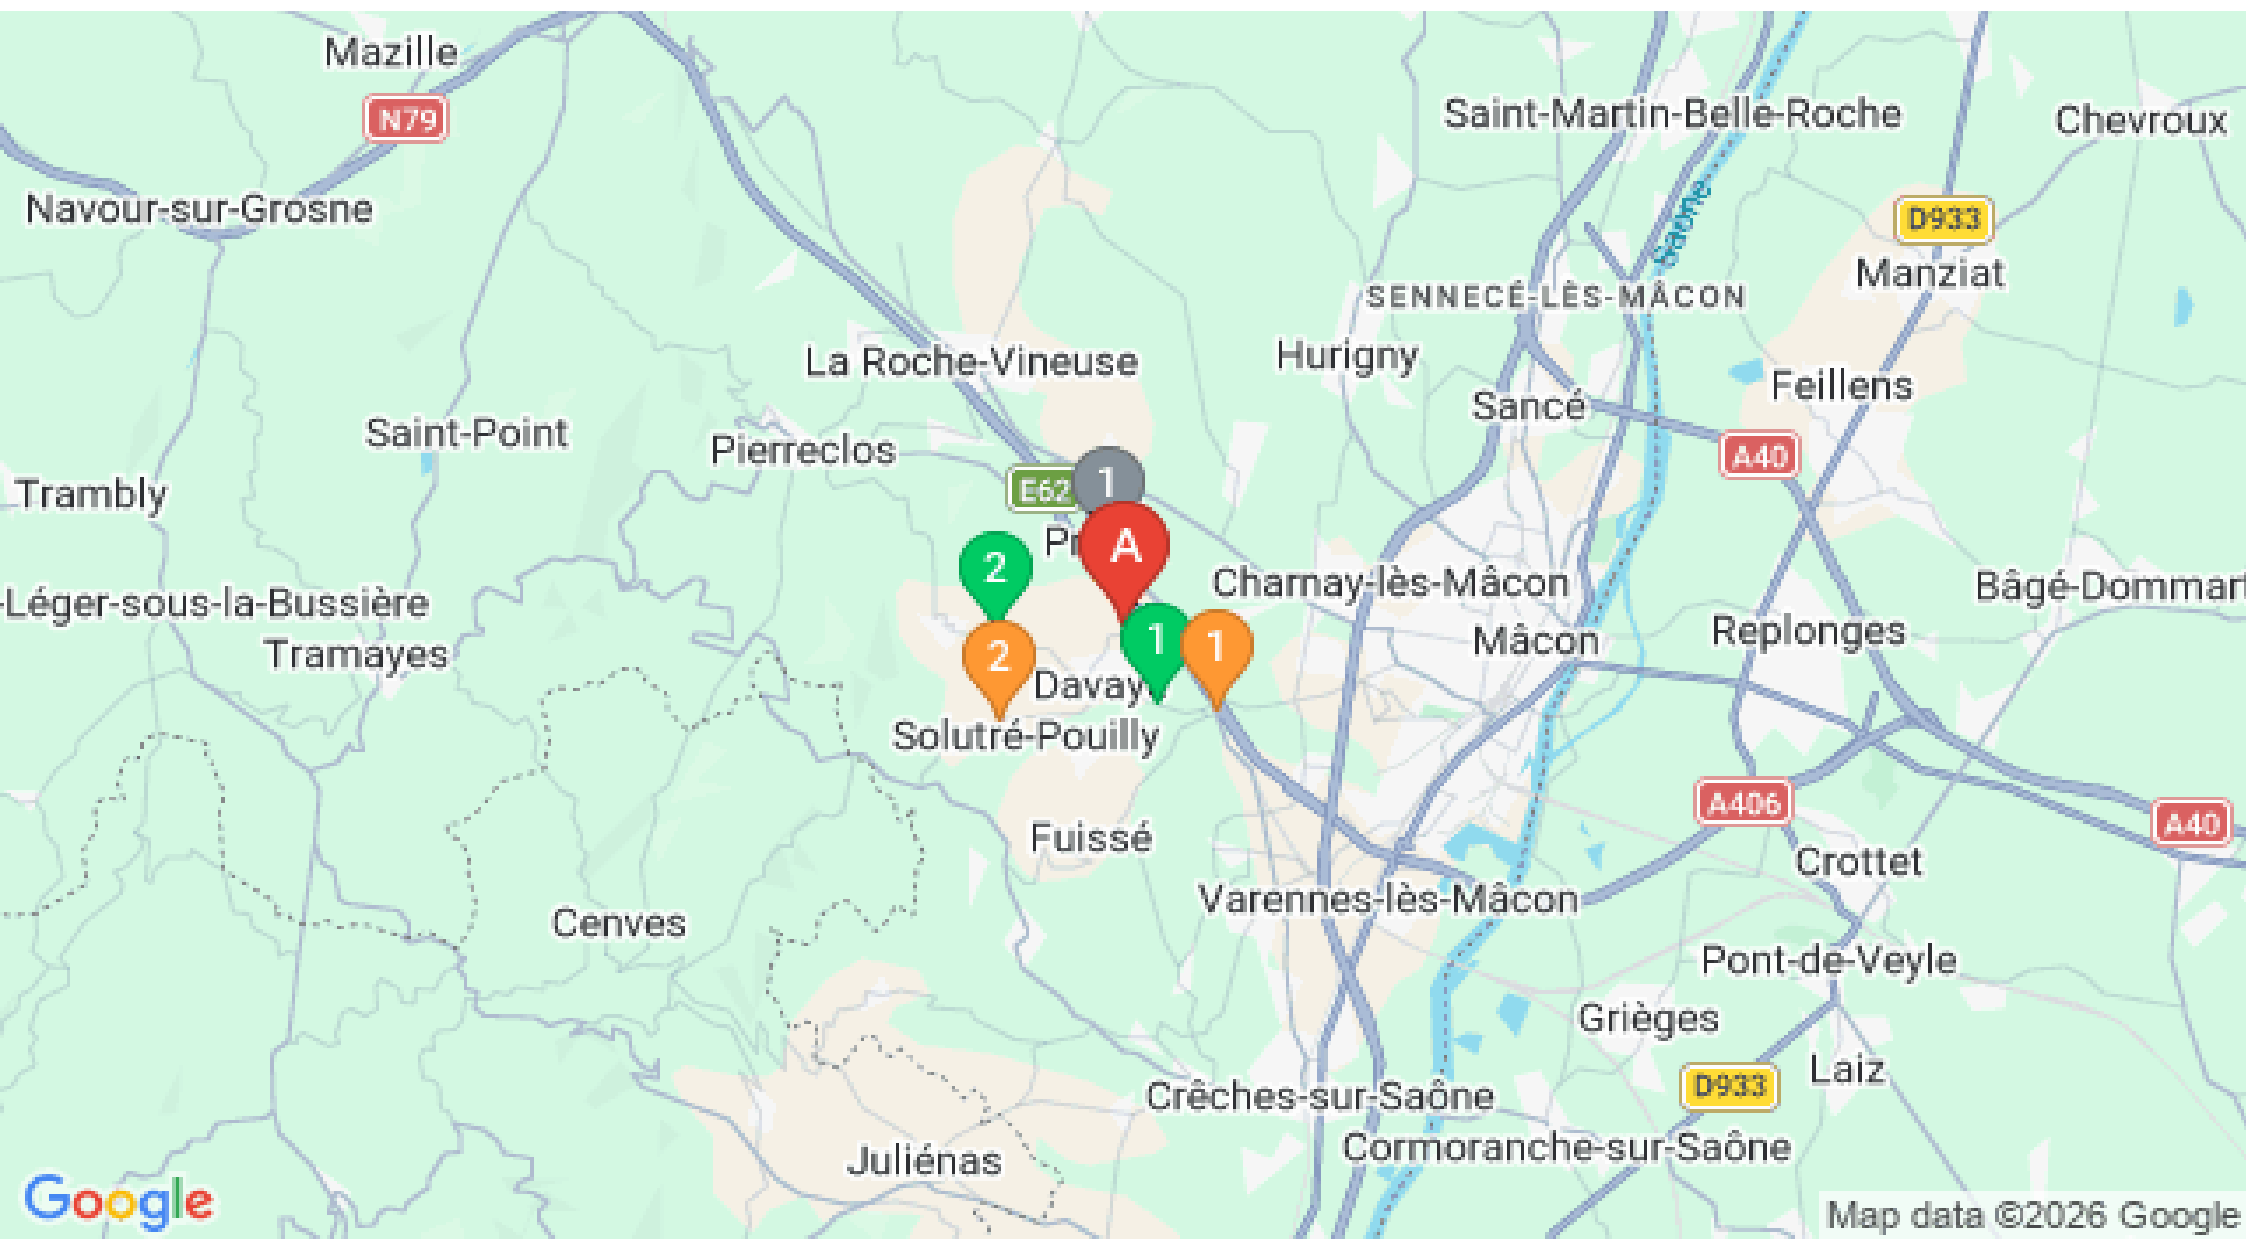 Mazille
N79
Saint-Martin-Belle-Roche
Chevroux
Navour-sur-Grosne
Saône
D933
Manziat
SENNECÉ-LÈS-MÂCON
La Roche-Vineuse
Hurigny
Feillens
Sancé
Saint-Point
Pierreclos
A40
Trambly
E62
1
Pr
A
2
Charnay-lès-Mâcon
Bâgé-Dommart
-Léger-sous-la-Bussière
Tramayes
2
1
1
Mâcon
Replonges
Davay
Solutré-Pouilly
A406
A40
Fuissé
Crottet
Varennes-lès-Mâcon
Cenves
Pont-de-Veyle
Grièges
Laiz
D933
Crêches-sur-Saône
Cormoranche-sur-Saône
Juliénas
Google
Map data ©2026 Google